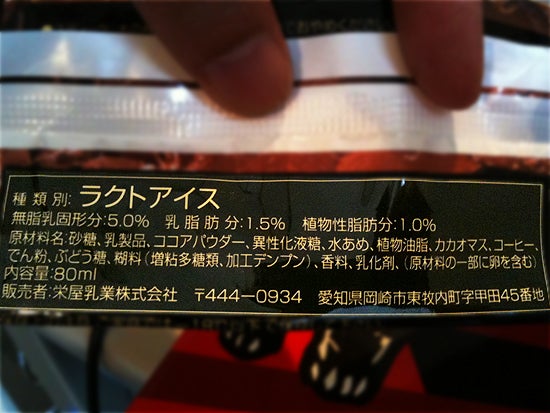 おやめください
種類別:ラクトアイス
無脂乳固形分:5.0% 乳脂肪分:1.5% 植物性脂肪分:1.0%
原材料名:砂糖、乳製品、ココアパウダー、異性化液糖、水あめ、植物油脂、カカオマス、コーヒー、
でん粉、ぶどう糖、糊料(増粘多糖類、加工デンプン)、香料、乳化剤、(原材料の一部に卵を含む)
内容量:80ml
販売者:栄屋乳業株式会社 〒444-0934 愛知県岡崎市東牧内町字甲田45番地